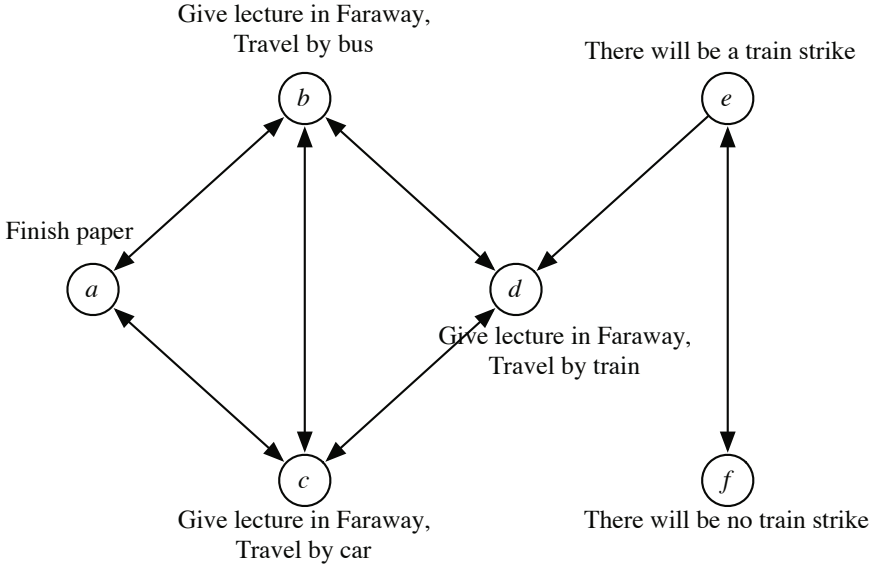 Give lecture in Faraway,
Travel by bus
There will be a train strike
b
e
Finish paper
a
d
Give lecture in Faraway,
Travel by train
c
f
Give lecture in Faraway,
Travel by car
There will be no train strike